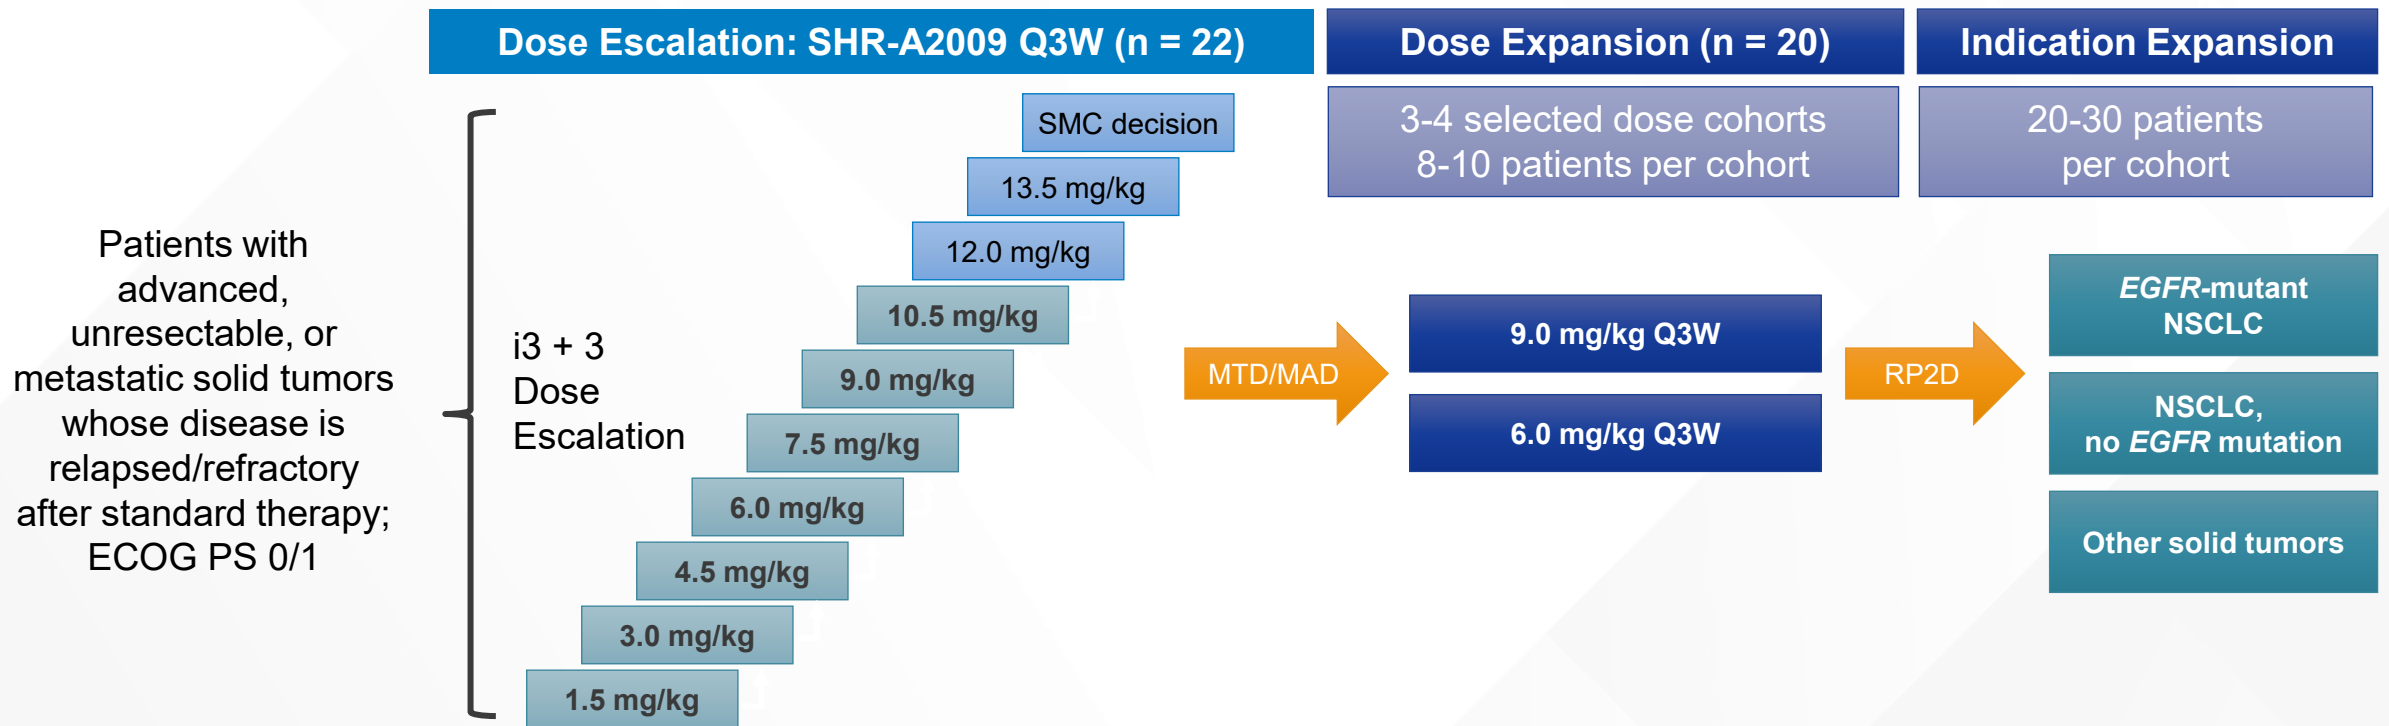 Dose Escalation: SHR-A2009 Q3W (n = 22)
Dose Expansion (n = 20)
Indication Expansion
Patients with
advanced,
unresectable, or
metastatic solid tumors
whose disease is
relapsed/refractory
after standard therapy;
ECOG PS 0/1
i3 + 3
Dose
Escalation
SMC decision
13.5 mg/kg
12.0 mg/kg
10.5 mg/kg
9.0 mg/kg
7.5 mg/kg
6.0 mg/kg
4.5 mg/kg
3.0 mg/kg
1.5 mg/kg
MTD/MAD
3-4 selected dose cohorts
8-10 patients per cohort
9.0 mg/kg Q3W
6.0 mg/kg Q3W
RP2D
20-30 patients
per cohort
EGFR-mutant
NSCLC
NSCLC,
no EGFR mutation
Other solid tumors